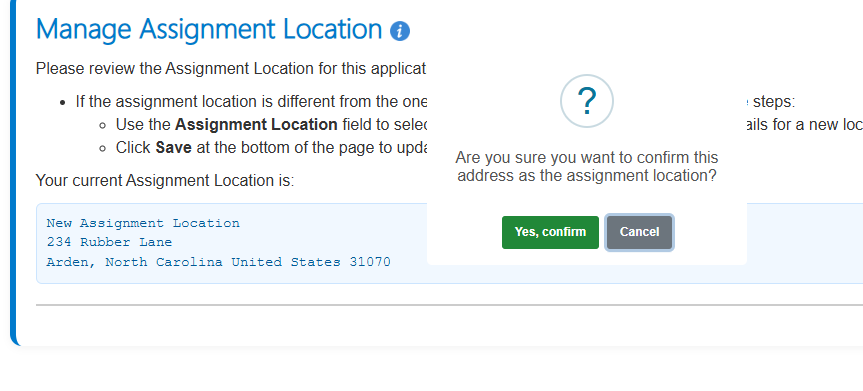 Manage Assignment Location
Please review the Assignment Location for this applicat
• If the assignment location is different from the one
steps:
◦ Use the Assignment Location field to selec
ails for a new loc
◦ Click Save at the bottom of the page to upda
Your current Assignment Location is:
New Assignment Location
234 Rubber Lane
Arden, North Carolina United States 31070
?
Are you sure you want to confirm this
address as the assignment location?
Yes, confirm
Cancel